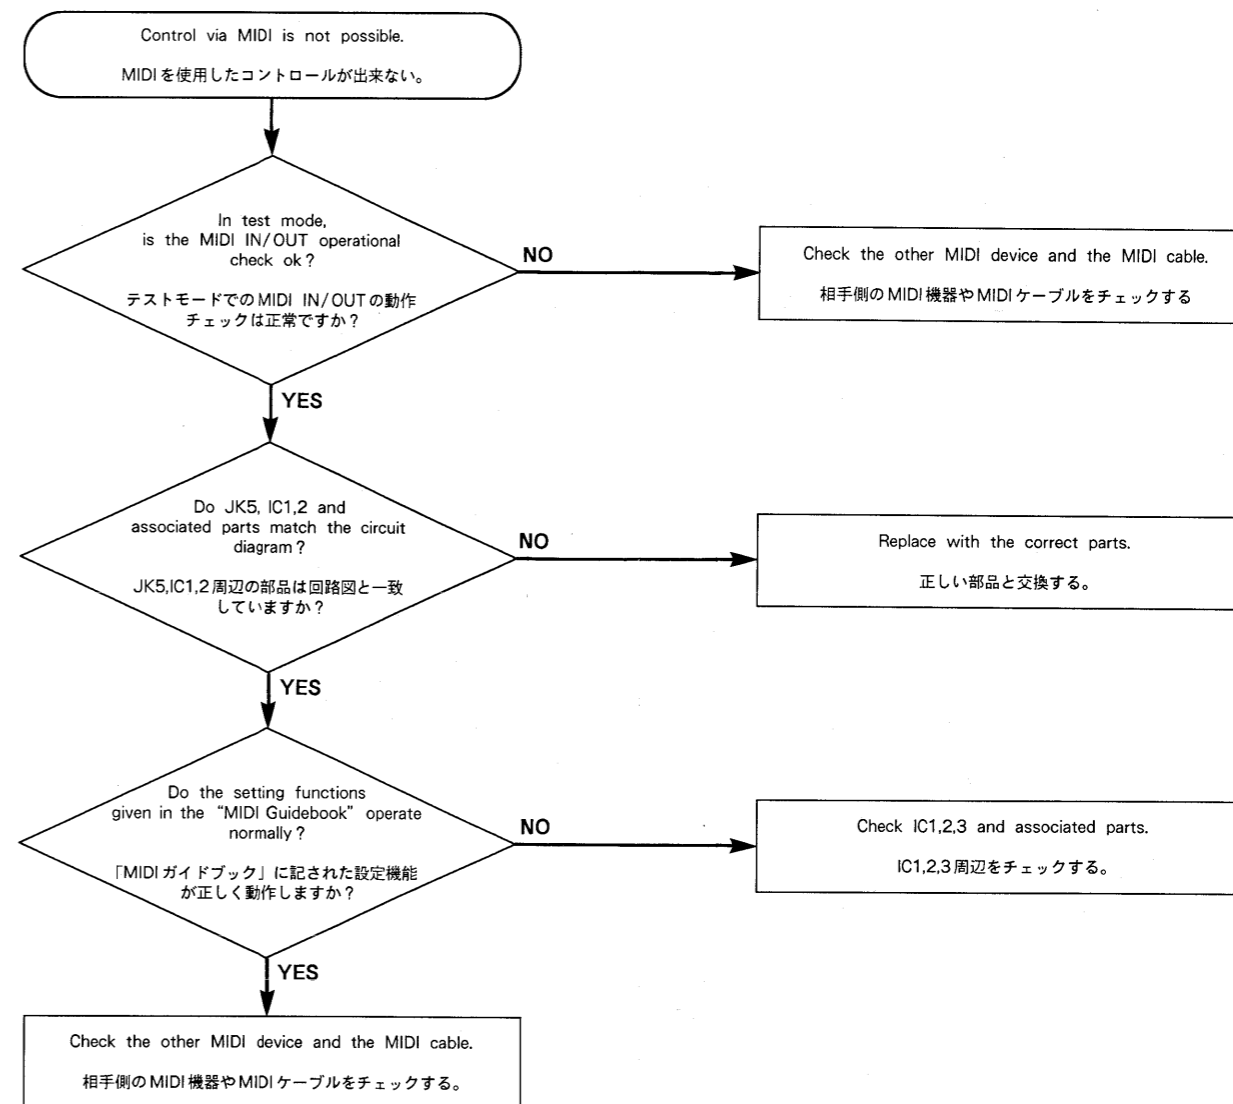 Control via MIDI is not possible.
MIDIを使用したコントロールが出来ない。
In test mode,
is the MIDI IN/OUT operational
check ok?
テストモードでのMIDI IN/OUTの動作
チェックは正常ですか？
NO
Check the other MIDI device and the MIDI cable.
相手側のMIDI機器やMIDIケーブルをチェックする
YES
Do JK5, IC1,2 and
associated parts match the circuit
diagram?
JK5,IC1,2周辺の部品は回路図と一致
していますか？
NO
Replace with the correct parts.
正しい部品と交換する。
YES
Do the setting functions
given in the “MIDI Guidebook” operate
normally?
「MIDIガイドブック」に記された設定機能
が正しく動作しますか？
NO
Check IC1,2,3 and associated parts.
IC1,2,3周辺をチェックする。
YES
Check the other MIDI device and the MIDI cable.
相手側のMIDI機器やMIDIケーブルをチェックする。